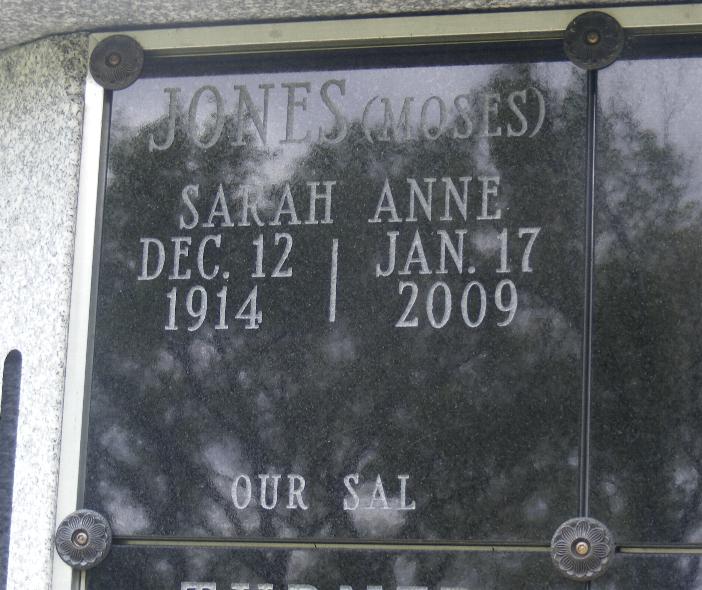 JONES (MOSES)
SARAH ANNE
DEC. 12 | JAN. 17
1914 | 2009
OUR SAL